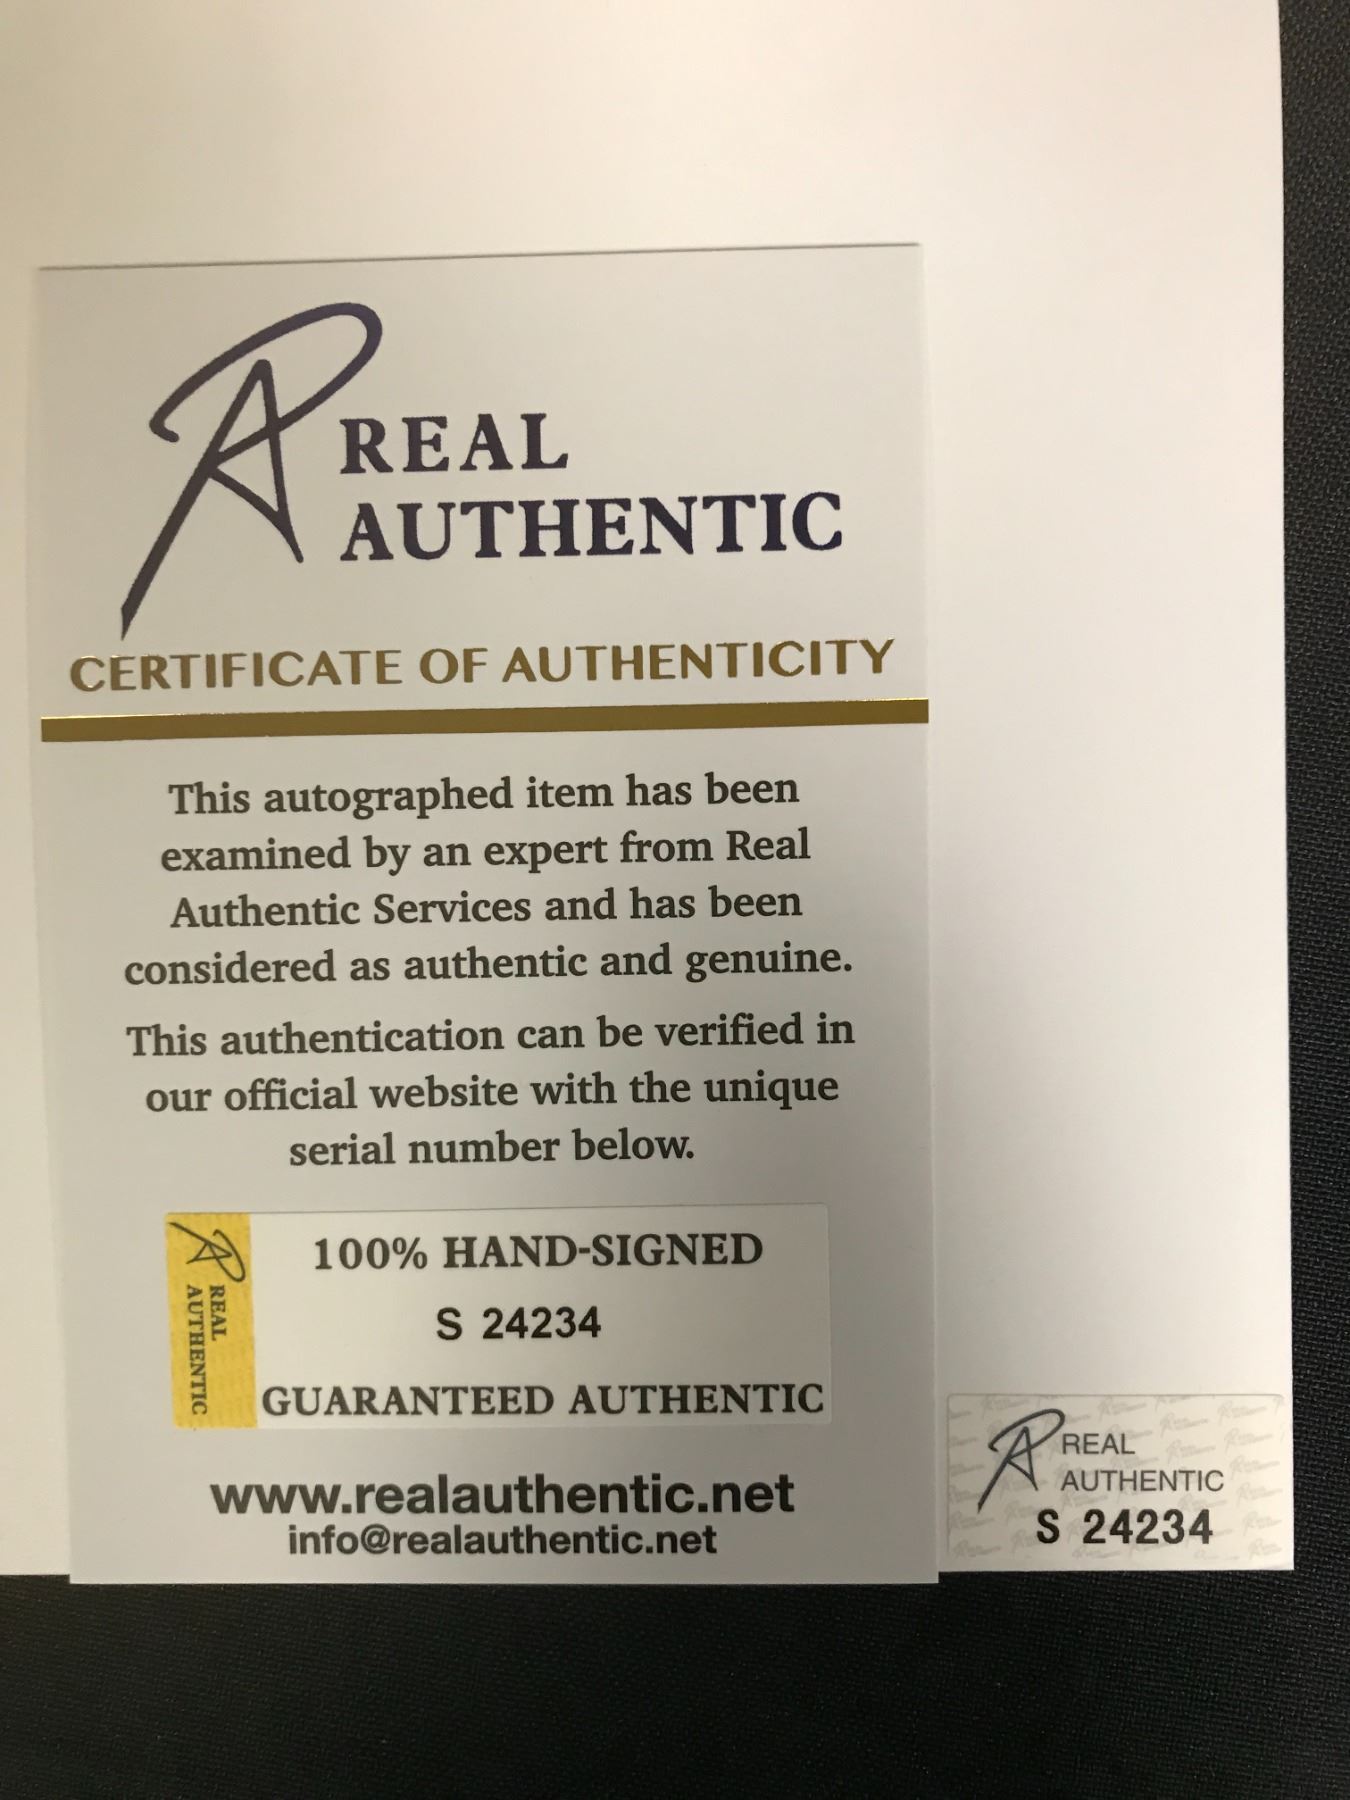 REAL
AUTHENTIC
CERTIFICATE OF AUTHENTICITY
This autographed item has been
examined by an expert from Real
Authentic Services and has been
considered as authentic and genuine.
This authentication can be verified in
our official website with the unique
serial number below.
REAL
AUTHENTIC
100% HAND-SIGNED
S 24234
GUARANTEED AUTHENTIC
www.realauthentic.net
info@realauthentic.net
REAL
AUTHENTIC
S 24234